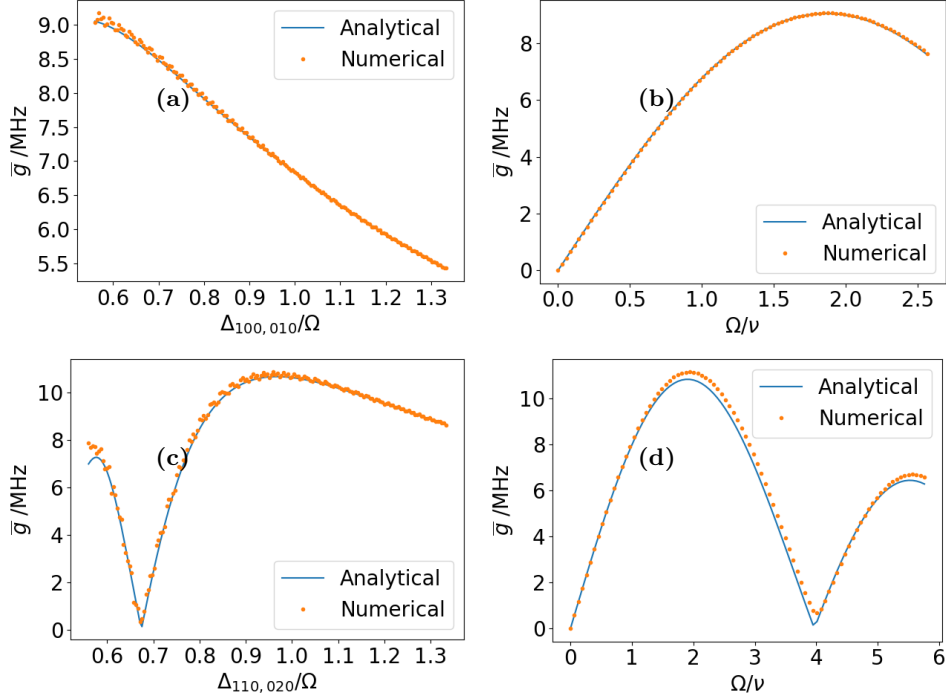 9.0
8.5
8.0
7.5
7.0
6.5
6.0
5.5
g̅ /MHz
(a)
Analytical
Numerical
0.6 0.7 0.8 0.9 1.0 1.1 1.2 1.3
Δ100, 010/Ω
8
6
4
2
0
g̅ /MHz
(b)
Analytical
Numerical
0.0 0.5 1.0 1.5 2.0 2.5
Ω/ν
10
8
6
4
2
0
g̅ /MHz
(c)
Analytical
Numerical
0.6 0.7 0.8 0.9 1.0 1.1 1.2 1.3
Δ110, 020/Ω
10
8
6
4
2
0
g̅ /MHz
(d)
Analytical
Numerical
0 1 2 3 4 5 6
Ω/ν